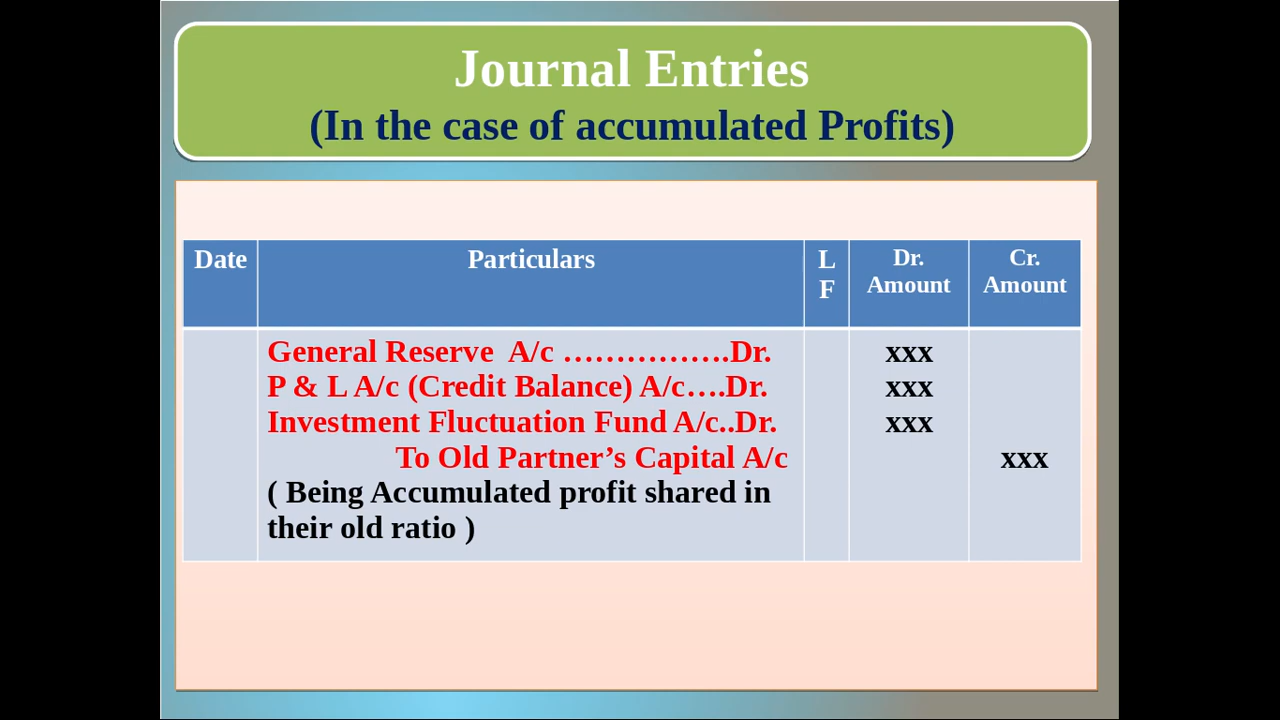 Journal Entries
(In the case of accumulated Profits)
Date
Particulars
L
F
Dr.
Amount
Cr.
Amount
General Reserve  A/c …………….Dr.
xxx
P & L A/c (Credit Balance) A/c….Dr.
xxx
Investment Fluctuation Fund A/c..Dr.
xxx
To Old Partner’s Capital A/c
xxx
( Being Accumulated profit shared in
their old ratio )